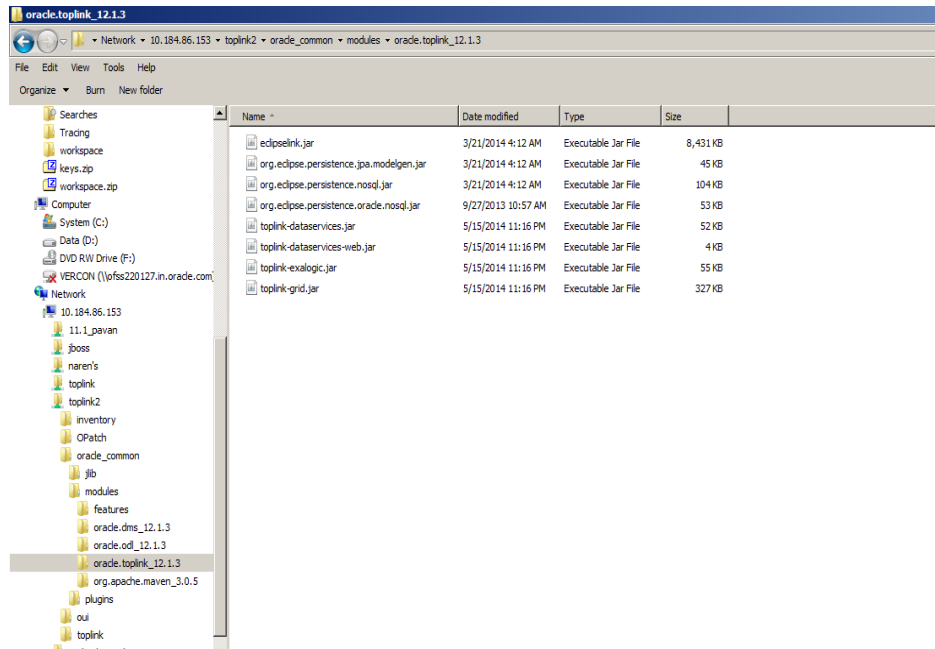 oracle.toplink_12.1.3
Network 10.184.86.153 toplink2 oracle_common modules oracle.toplink_12.1.3
File Edit View Tools Help
Organize Burn New folder
Searches
Tracing
workspace
keys.zip
workspace.zip
Computer
System (C:)
Data (D:)
DVD RW Drive (F:)
VERCON (\\ofss220127.in.oracle.com)
Network
10.184.86.153
11.1_pavan
jboss
naren's
toplink
toplink2
inventory
OPatch
oracle_common
jlib
modules
features
oracle.dms_12.1.3
oracle.odl_12.1.3
oracle.toplink_12.1.3
org.apache.maven_3.0.5
plugins
oui
toplink
Name Date modified Type Size
eclipselink.jar 3/21/2014 4:12 AM Executable Jar File 8,431 KB
org.eclipse.persistence.jpa.modelgen.jar 3/21/2014 4:12 AM Executable Jar File 45 KB
org.eclipse.persistence.nosql.jar 3/21/2014 4:12 AM Executable Jar File 104 KB
org.eclipse.persistence.oracle.nosql.jar 9/27/2013 10:57 AM Executable Jar File 53 KB
toplink-dataservices.jar 5/15/2014 11:16 PM Executable Jar File 52 KB
toplink-dataservices-web.jar 5/15/2014 11:16 PM Executable Jar File 4 KB
toplink-exalogic.jar 5/15/2014 11:16 PM Executable Jar File 55 KB
toplink-grid.jar 5/15/2014 11:16 PM Executable Jar File 327 KB